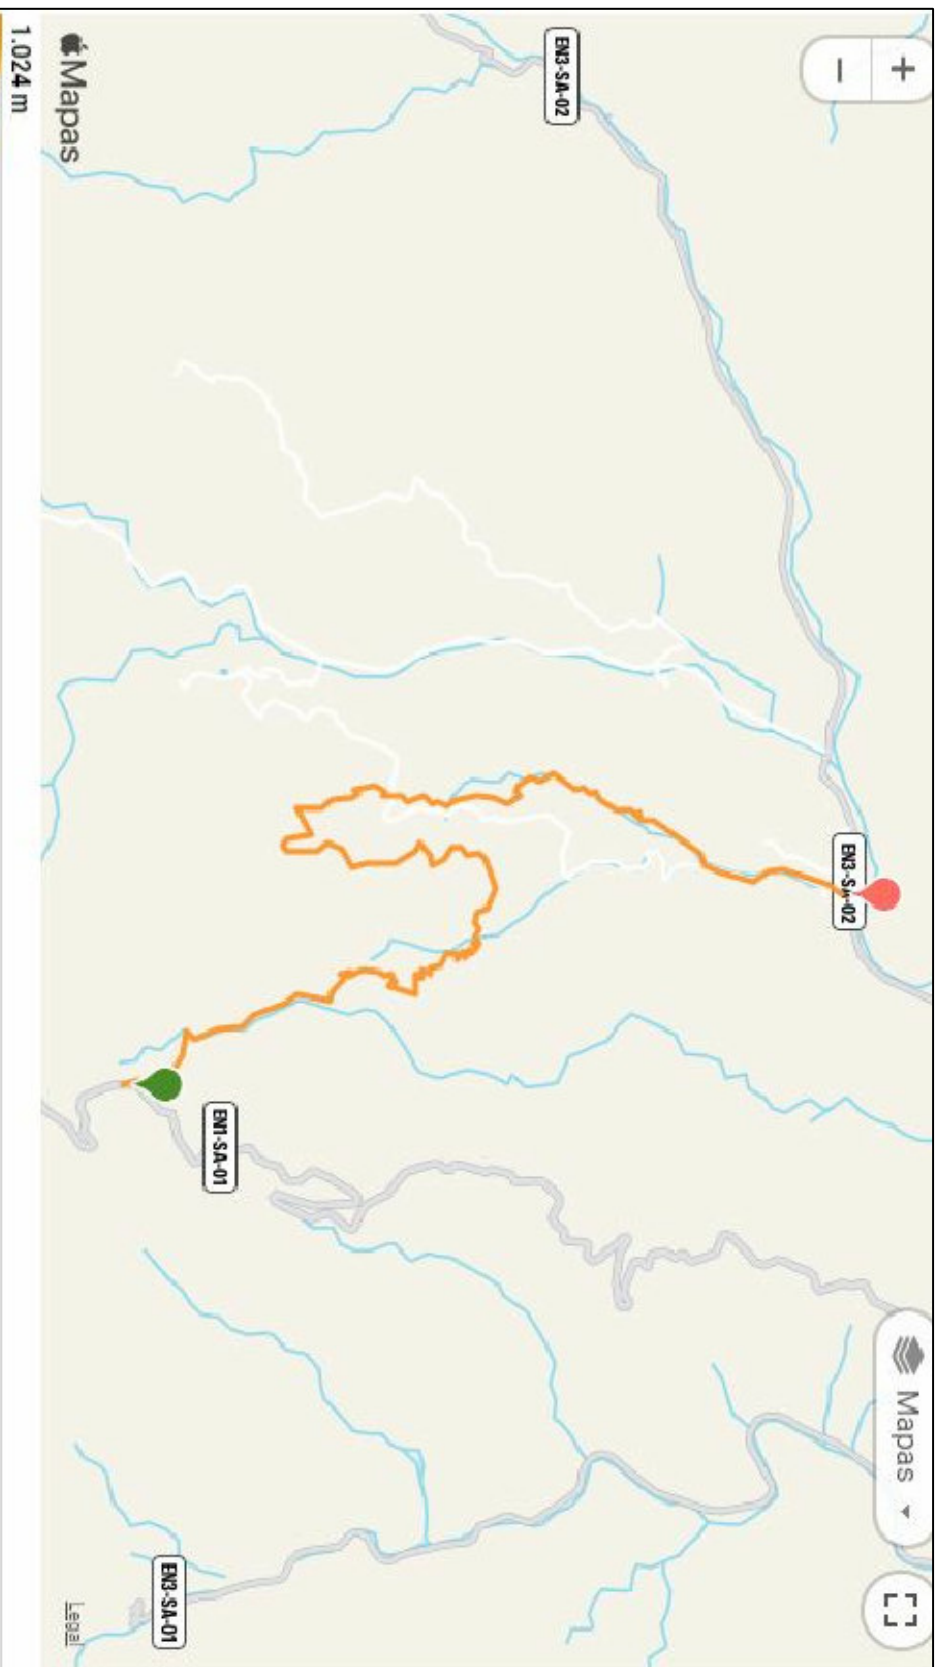 +
−
Mapas
EN3-SA-02
EN3-SA-02
EN1-SA-01
EN3-SA-01
Mapas
Legal
1.024 m